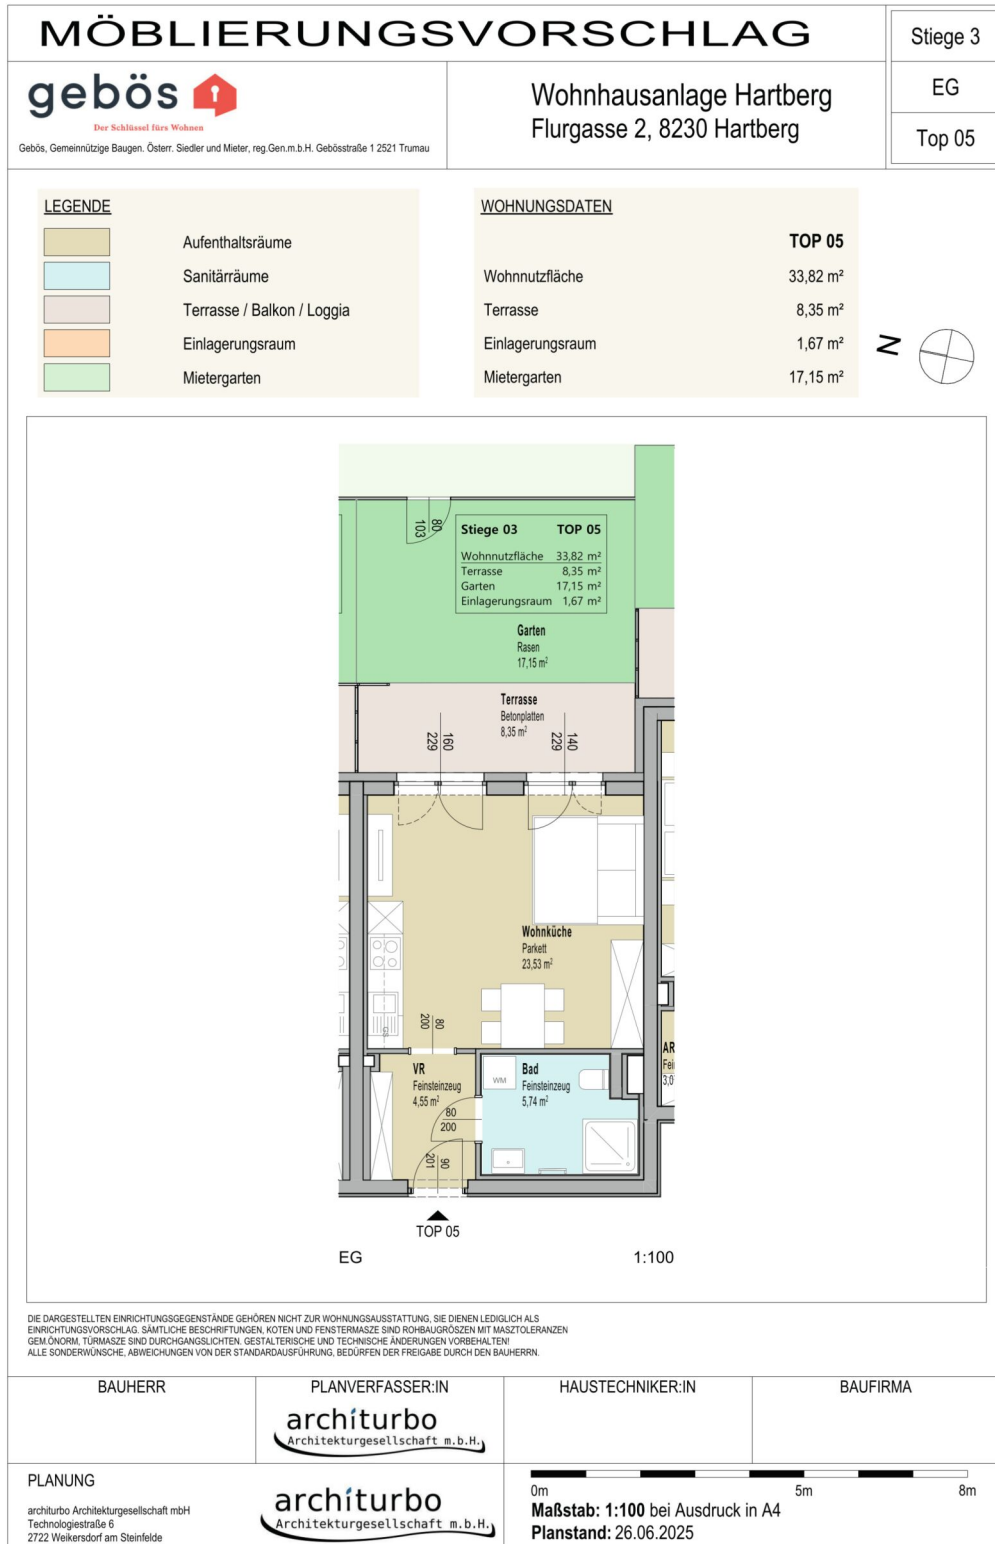 MÖBLIERUNGSVORSCHLAG
Stiege 3
gebös
Der Schlüssel fürs Wohnen
Gebös, Gemeinnützige Baugen. Österr. Siedler und Mieter, reg.Gen.m.b.H. Gebösstraße 1 2521 Trumau
Wohnhausanlage Hartberg
Flurgasse 2, 8230 Hartberg
EG
Top 05
LEGENDE
Aufenthaltsräume
Sanitärräume
Terrasse / Balkon / Loggia
Einlagerungsraum
Mietergarten
WOHNUNGSDATEN
TOP 05
Wohnnutzfläche 33,82 m²
Terrasse 8,35 m²
Einlagerungsraum 1,67 m²
Mietergarten 17,15 m²
N
80
103
Stiege 03 TOP 05
Wohnnutzfläche 33,82 m²
Terrasse 8,35 m²
Garten 17,15 m²
Einlagerungsraum 1,67 m²
Garten
Rasen
17,15 m²
Terrasse
Betonplatten
8,35 m²
160
229
140
229
Wohnküche
Parkett
23,53 m²
80
200
GS
VR
Feinsteinzeug
4,55 m²
WM
Bad
Feinsteinzeug
5,74 m²
AR
Fei
3,0
80
200
90
201
TOP 05
EG
1:100
DIE DARGESTELLTEN EINRICHTUNGSGEGENSTÄNDE GEHÖREN NICHT ZUR WOHNUNGSAUSSTATTUNG, SIE DIENEN LEDIGLICH ALS
EINRICHTUNGSVORSCHLAG. SÄMTLICHE BESCHRIFTUNGEN, KOTEN UND FENSTERMASZE SIND ROHBAUGRÖSZEN MIT MASZTOLERANZEN
GEM.ÖNORM, TÜRMASZE SIND DURCHGANGSLICHTEN. GESTALTERISCHE UND TECHNISCHE ÄNDERUNGEN VORBEHALTEN!
ALLE SONDERWÜNSCHE, ABWEICHUNGEN VON DER STANDARDAUSFÜHRUNG, BEDÜRFEN DER FREIGABE DURCH DEN BAUHERRN.
BAUHERR
PLANVERFASSER:IN
HAUSTECHNIKER:IN
BAUFIRMA
architurbo
Architekturgesellschaft m.b.H.
PLANUNG
architurbo Architekturgesellschaft mbH
Technologiestraße 6
2722 Weikersdorf am Steinfelde
architurbo
Architekturgesellschaft m.b.H.
0m 5m 8m
Maßstab: 1:100 bei Ausdruck in A4
Planstand: 26.06.2025